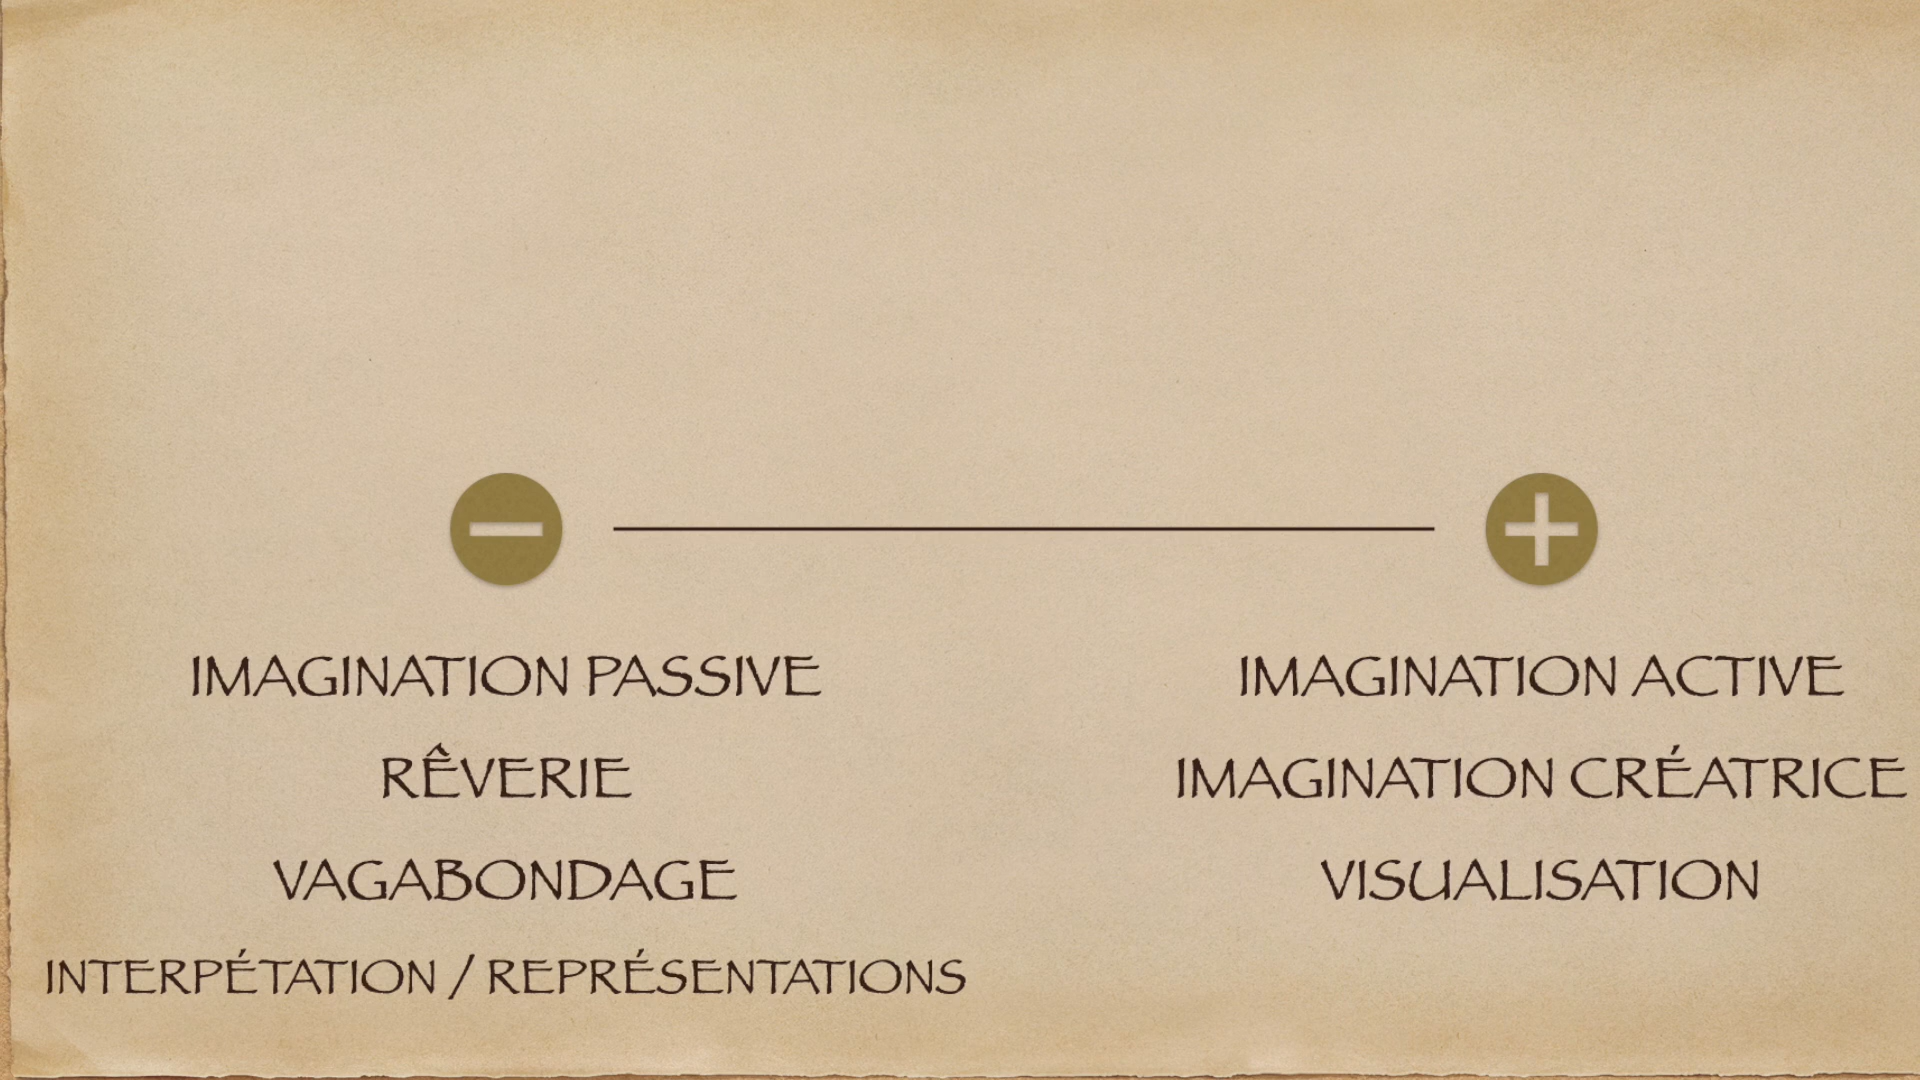 IMAGINATION PASSIVE
RÊVERIE
VAGABONDAGE
INTERPÉTATION / REPRÉSENTATIONS
IMAGINATION ACTIVE
IMAGINATION CRÉATRICE
VISUALISATION